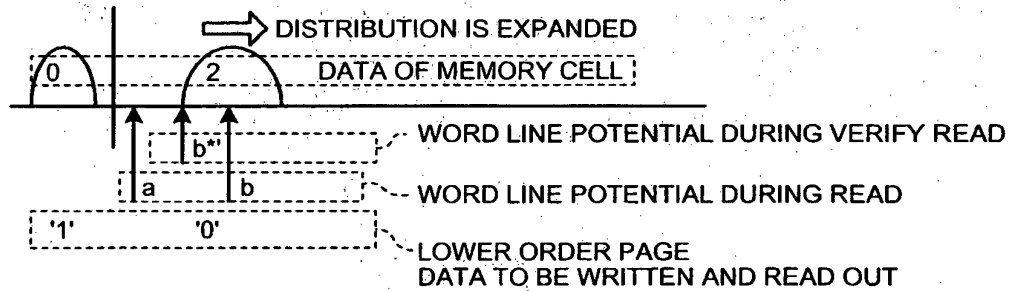 DISTRIBUTION IS EXPANDED
0 2 DATA OF MEMORY CELL
b*' WORD LINE POTENTIAL DURING VERIFY READ
a b WORD LINE POTENTIAL DURING READ
'1' '0' LOWER ORDER PAGE
DATA TO BE WRITTEN AND READ OUT